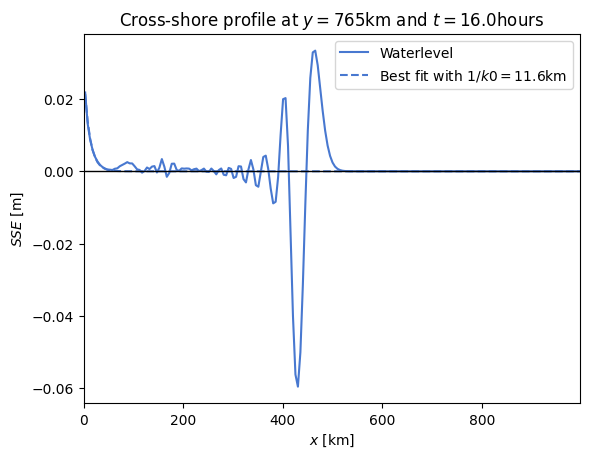 Cross-shore profile at y = 765km and t = 16.0hours
Waterlevel
Best fit with 1/k0 = 11.6km
0.02
0.00
−0.02
−0.04
−0.06
SSE [m]
0 200 400 600 800
x [km]